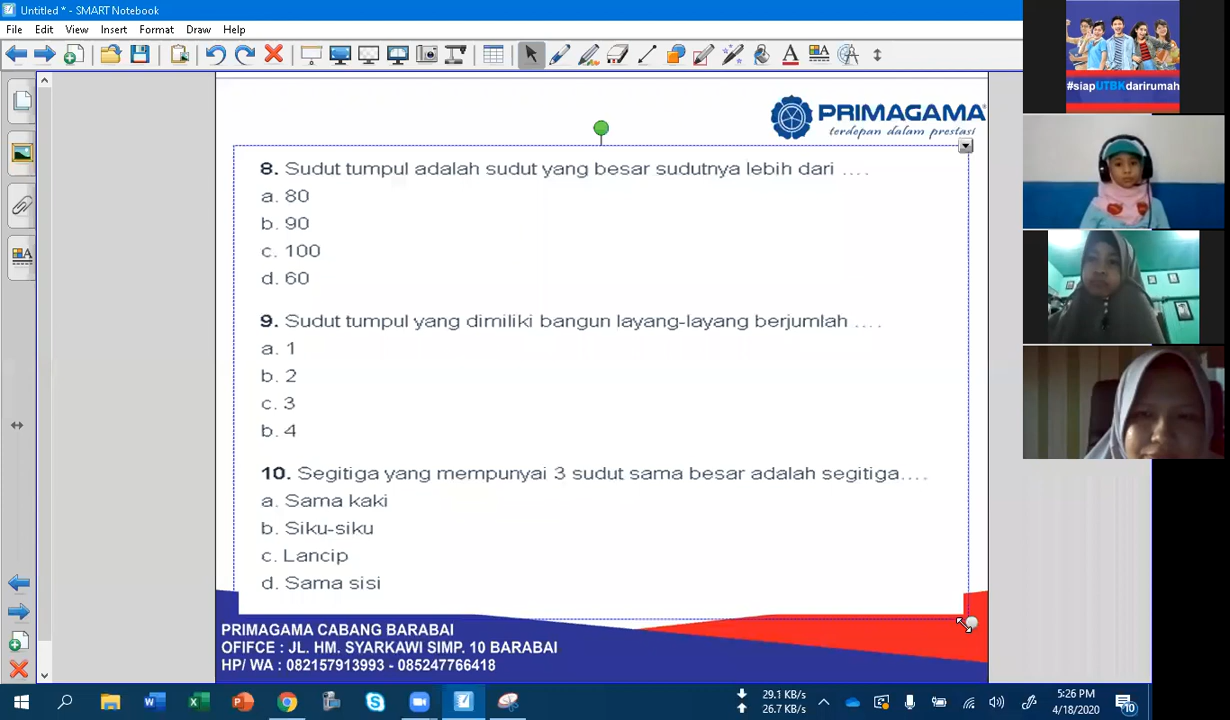 Untitled * - SMART Notebook
File Edit View Insert Format Draw Help
#siapUTBKdarirumah
PRIMAGAMA
terdepan dalam prestasi
8. Sudut tumpul adalah sudut yang besar sudutnya lebih dari ....
a. 80
b. 90
c. 100
d. 60
9. Sudut tumpul yang dimiliki bangun layang-layang berjumlah ....
a. 1
b. 2
c. 3
b. 4
10. Segitiga yang mempunyai 3 sudut sama besar adalah segitiga....
a. Sama kaki
b. Siku-siku
c. Lancip
d. Sama sisi
PRIMAGAMA CABANG BARABAI
OFIFCE : JL. HM. SYARKAWI SIMP. 10 BARABAI
HP/ WA : 082157913993 - 085247766418
29.1 KB/s
26.7 KB/s
5:26 PM
4/18/2020
10